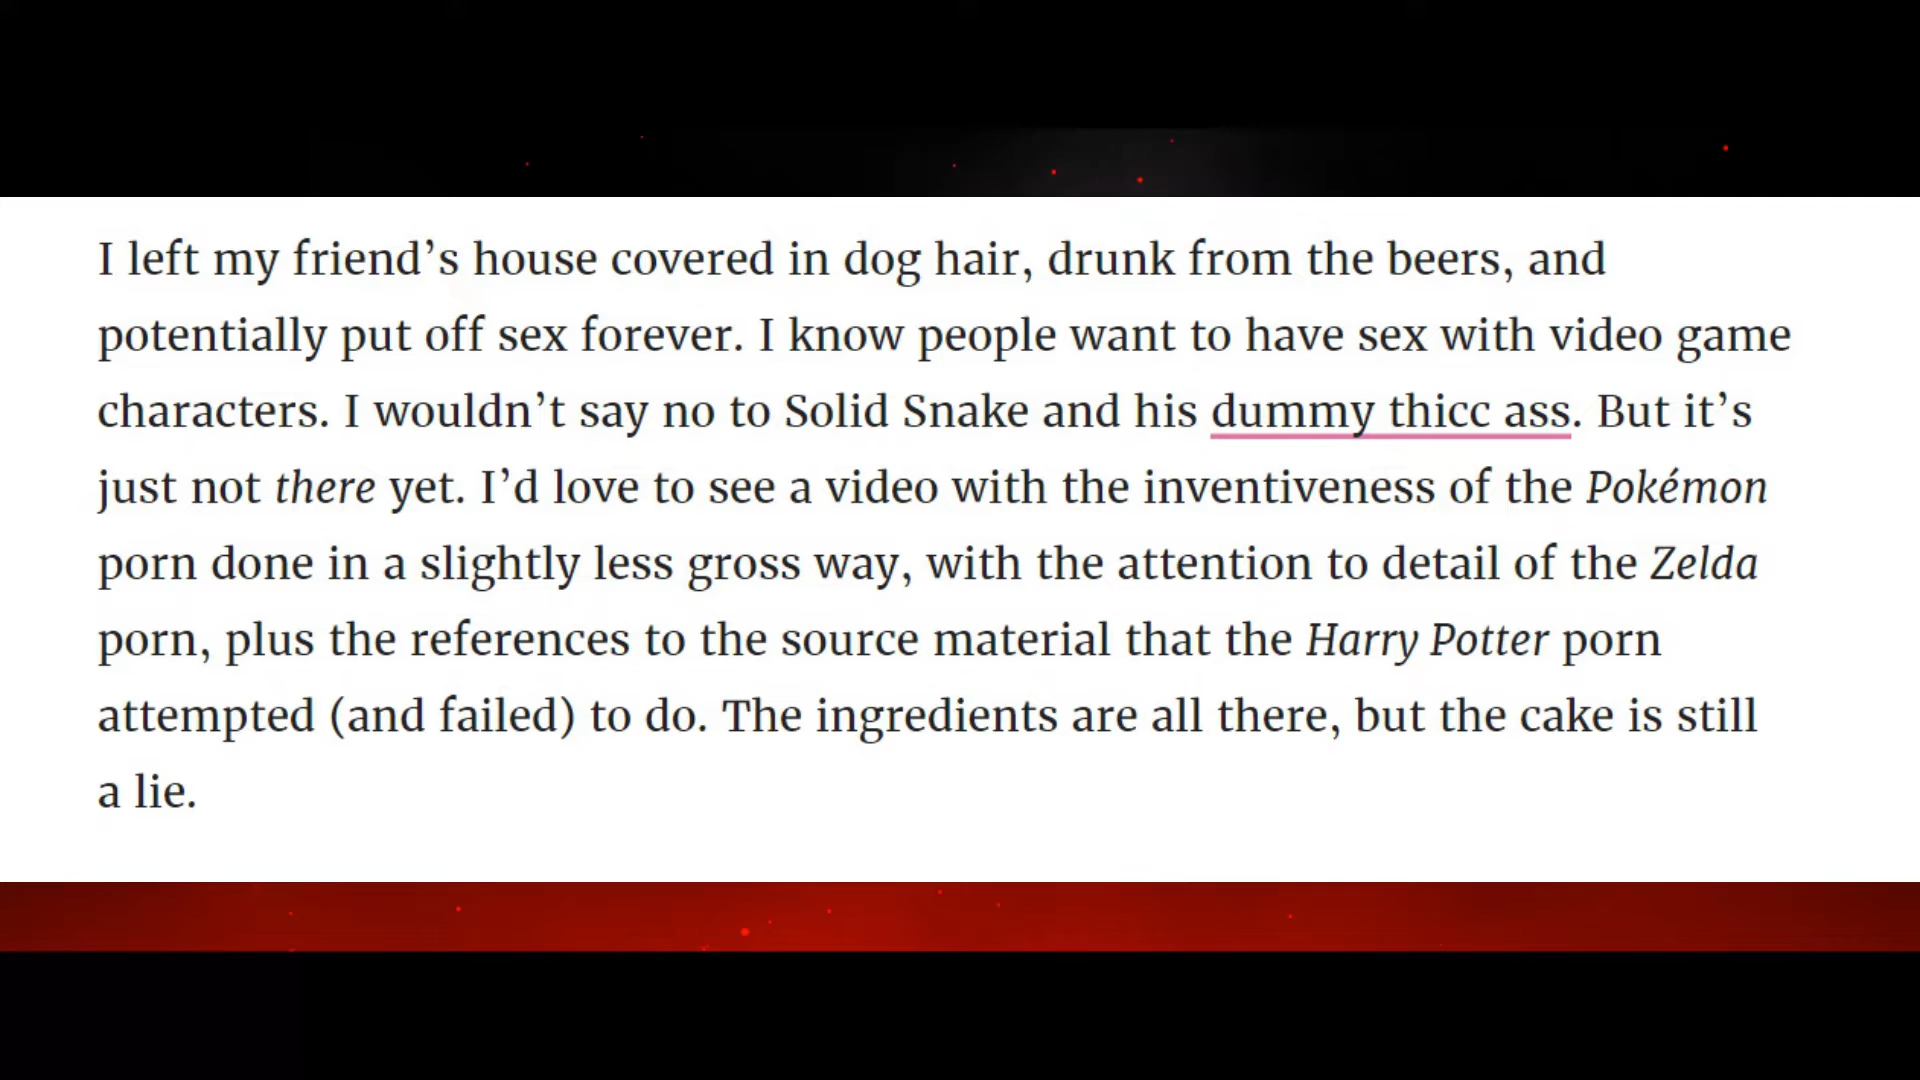 I left my friend’s house covered in dog hair, drunk from the beers, and
potentially put off sex forever. I know people want to have sex with video game
characters. I wouldn’t say no to Solid Snake and his dummy thicc ass. But it’s
just not there yet. I’d love to see a video with the inventiveness of the Pokémon
porn done in a slightly less gross way, with the attention to detail of the Zelda
porn, plus the references to the source material that the Harry Potter porn
attempted (and failed) to do. The ingredients are all there, but the cake is still
a lie.